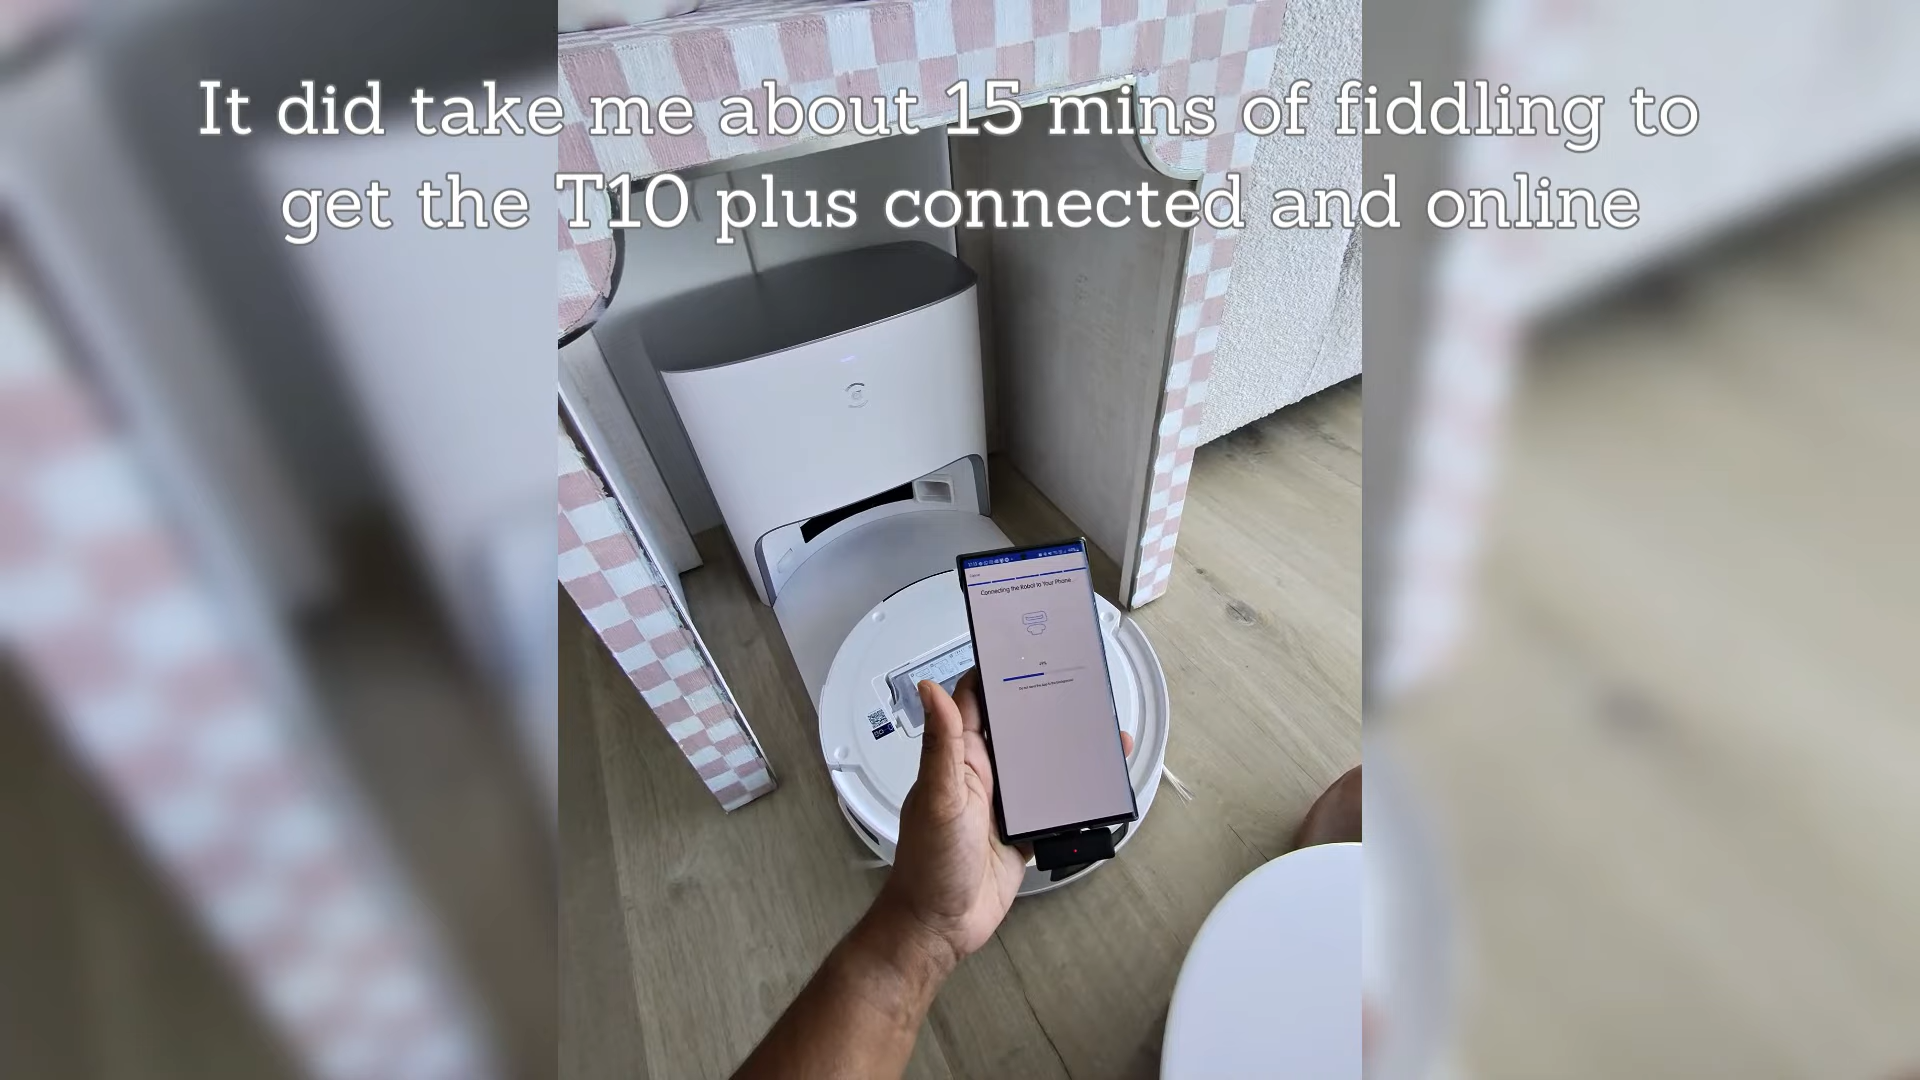 It did take me about 15 mins of fiddling to
get the T10 plus connected and online
Connecting the Robot to Your Phone